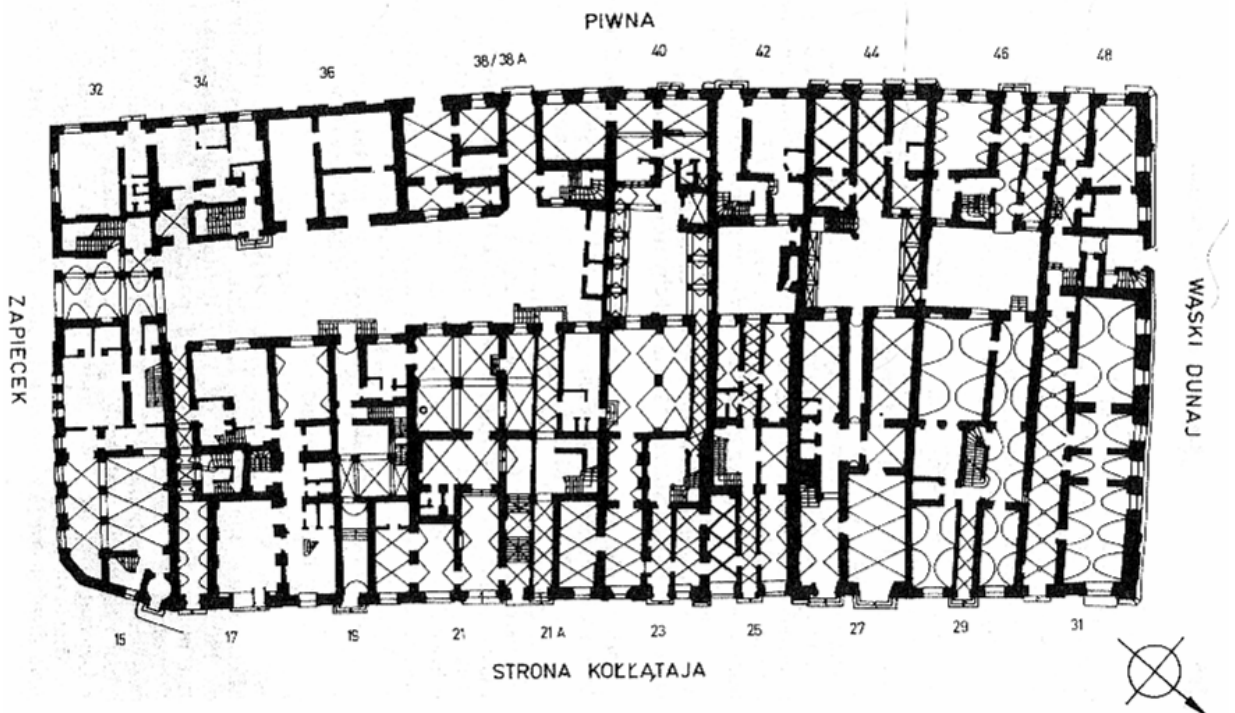 PIWNA
32 34 36 38/38A 40 42 44 46 48
ZAPIECEK
WĄSKI DUNAJ
15 17 19 21 21A 23 25 27 29 31
STRONA KOŁŁĄTAJA